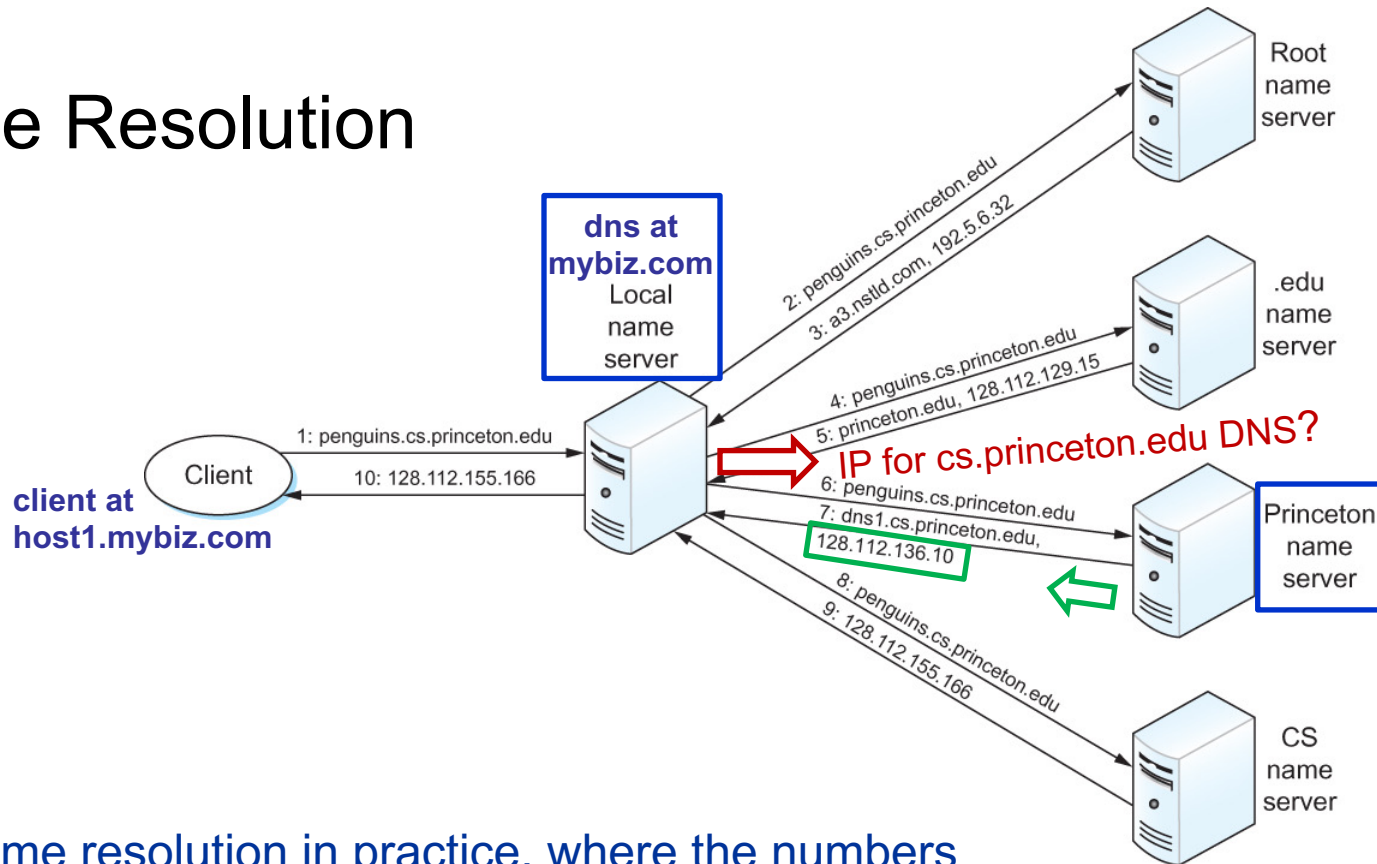 e Resolution
Root
name
server
dns at
mybiz.com
Local
name
server
2: penguins.cs.princeton.edu
3: a3.nstld.com, 192.5.6.32
.edu
name
server
4: penguins.cs.princeton.edu
5: princeton.edu, 128.112.129.15
IP for cs.princeton.edu DNS?
1: penguins.cs.princeton.edu
Client
10: 128.112.155.166
client at
host1.mybiz.com
6: penguins.cs.princeton.edu
7: dns1.cs.princeton.edu,
128.112.136.10
Princeton
name
server
8: penguins.cs.princeton.edu
9: 128.112.155.166
CS
name
server
me resolution in practice, where the numbers